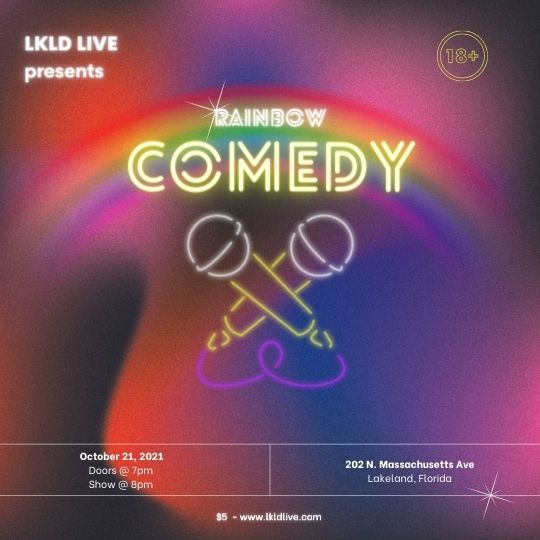 LKLD LIVE
presents
18+
RAINBOW
COMEDY
October 21, 2021
Doors @ 7pm
Show @ 8pm
202 N. Massachusetts Ave
Lakeland, Florida
$5 - www.lkldlive.com